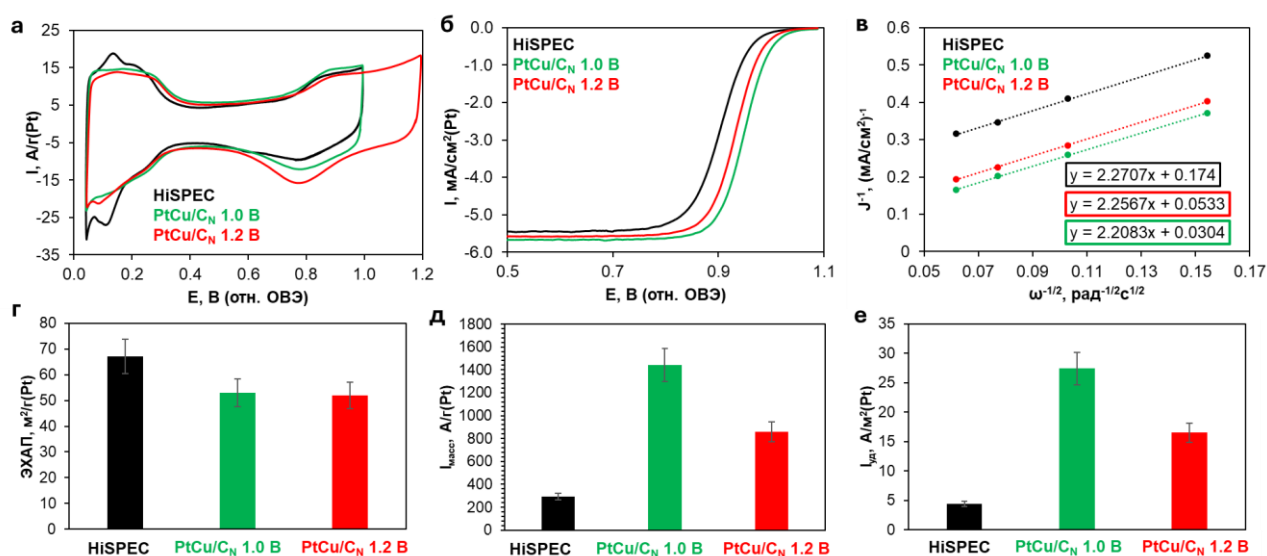 а
25
15
5
-5
-15
-25
-35
I, А/г(Pt)
HiSPEC
PtCu/CN 1.0 В
PtCu/CN 1.2 В
0.0
0.2
0.4
0.6
0.8
1.0
1.2
E, В (отн. ОВЭ)
б
0.0
-1.0
-2.0
-3.0
-4.0
-5.0
-6.0
I, мА/см²(Pt)
HiSPEC
PtCu/CN 1.0 В
PtCu/CN 1.2 В
0.5
0.7
0.9
1.1
E, В (отн. ОВЭ)
в
0.6
0.5
0.4
0.3
0.2
0.1
0
J⁻¹, (мА/см²)⁻¹
HiSPEC
PtCu/CN 1.0 В
PtCu/CN 1.2 В
y = 2.2707x + 0.174
y = 2.2567x + 0.0533
y = 2.2083x + 0.0304
0.05
0.07
0.09
0.11
0.13
0.15
0.17
ω⁻¹/², рад⁻¹/²с¹/²
г
80
70
60
50
40
30
20
10
0
ЭХАП, м²/г(Pt)
HiSPEC
PtCu/CN 1.0 В
PtCu/CN 1.2 В
д
1800
1600
1400
1200
1000
800
600
400
200
0
Iмасс, А/г(Pt)
HiSPEC
PtCu/CN 1.0 В
PtCu/CN 1.2 В
е
35
30
25
20
15
10
5
0
Iуд, А/м²(Pt)
HiSPEC
PtCu/CN 1.0 В
PtCu/CN 1.2 В